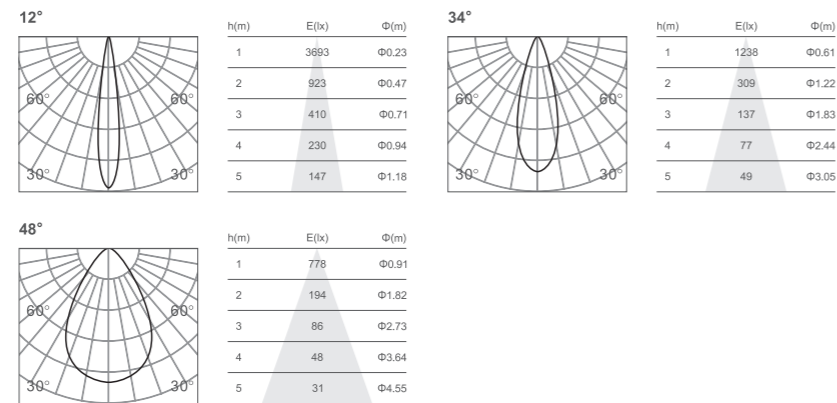 12°
60° 60°
30° 30°
h(m) E(lx) Φ(m)
1 3693 Φ0.23
2 923 Φ0.47
3 410 Φ0.71
4 230 Φ0.94
5 147 Φ1.18
34°
60° 60°
30° 30°
h(m) E(lx) Φ(m)
1 1238 Φ0.61
2 309 Φ1.22
3 137 Φ1.83
4 77 Φ2.44
5 49 Φ3.05
48°
60° 60°
30° 30°
h(m) E(lx) Φ(m)
1 778 Φ0.91
2 194 Φ1.82
3 86 Φ2.73
4 48 Φ3.64
5 31 Φ4.55